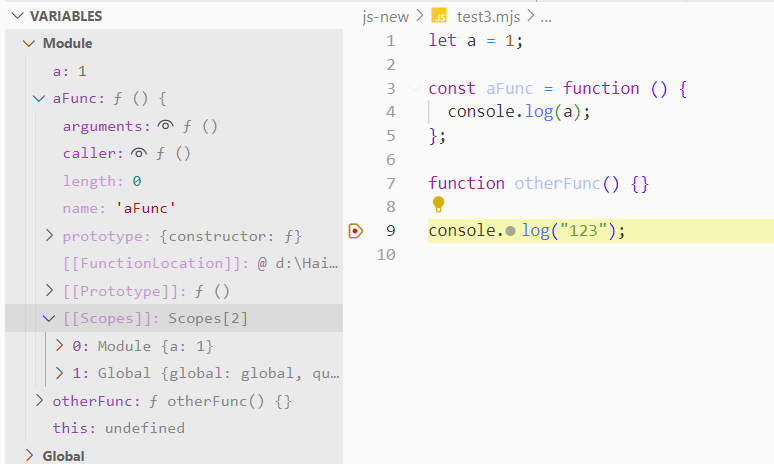 VARIABLES
Module
a: 1
aFunc: ƒ () {
arguments: ƒ ()
caller: ƒ ()
length: 0
name: 'aFunc'
prototype: {constructor: ƒ}
[[FunctionLocation]]: @ d:\Hai…
[[Prototype]]: ƒ ()
[[Scopes]]: Scopes[2]
0: Module {a: 1}
1: Global {global: global, qu…
otherFunc: ƒ otherFunc() {}
this: undefined
Global
js-new > JS test3.mjs > ...
1 let a = 1;
2
3 const aFunc = function () {
4 console.log(a);
5 };
6
7 function otherFunc() {}
8
9 console.log("123");
10